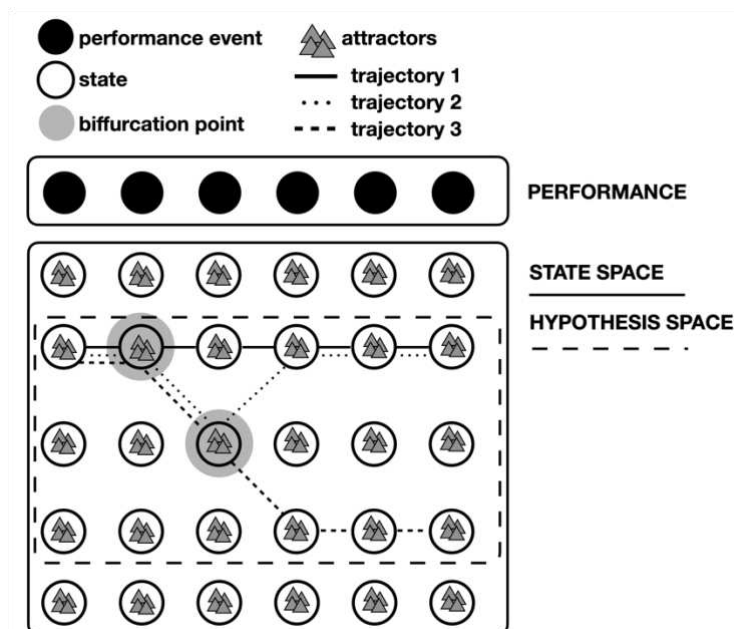 performance event
attractors
state
trajectory 1
trajectory 2
biffurcation point
trajectory 3
PERFORMANCE
STATE SPACE
HYPOTHESIS SPACE